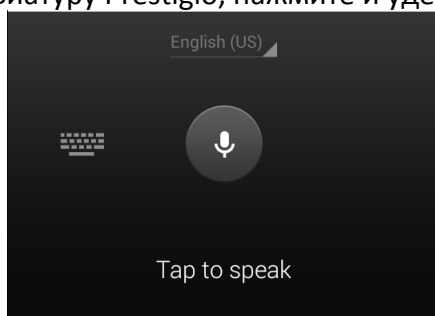 виатуру Prestigio, нажмите и уде
English (US)
Tap to speak